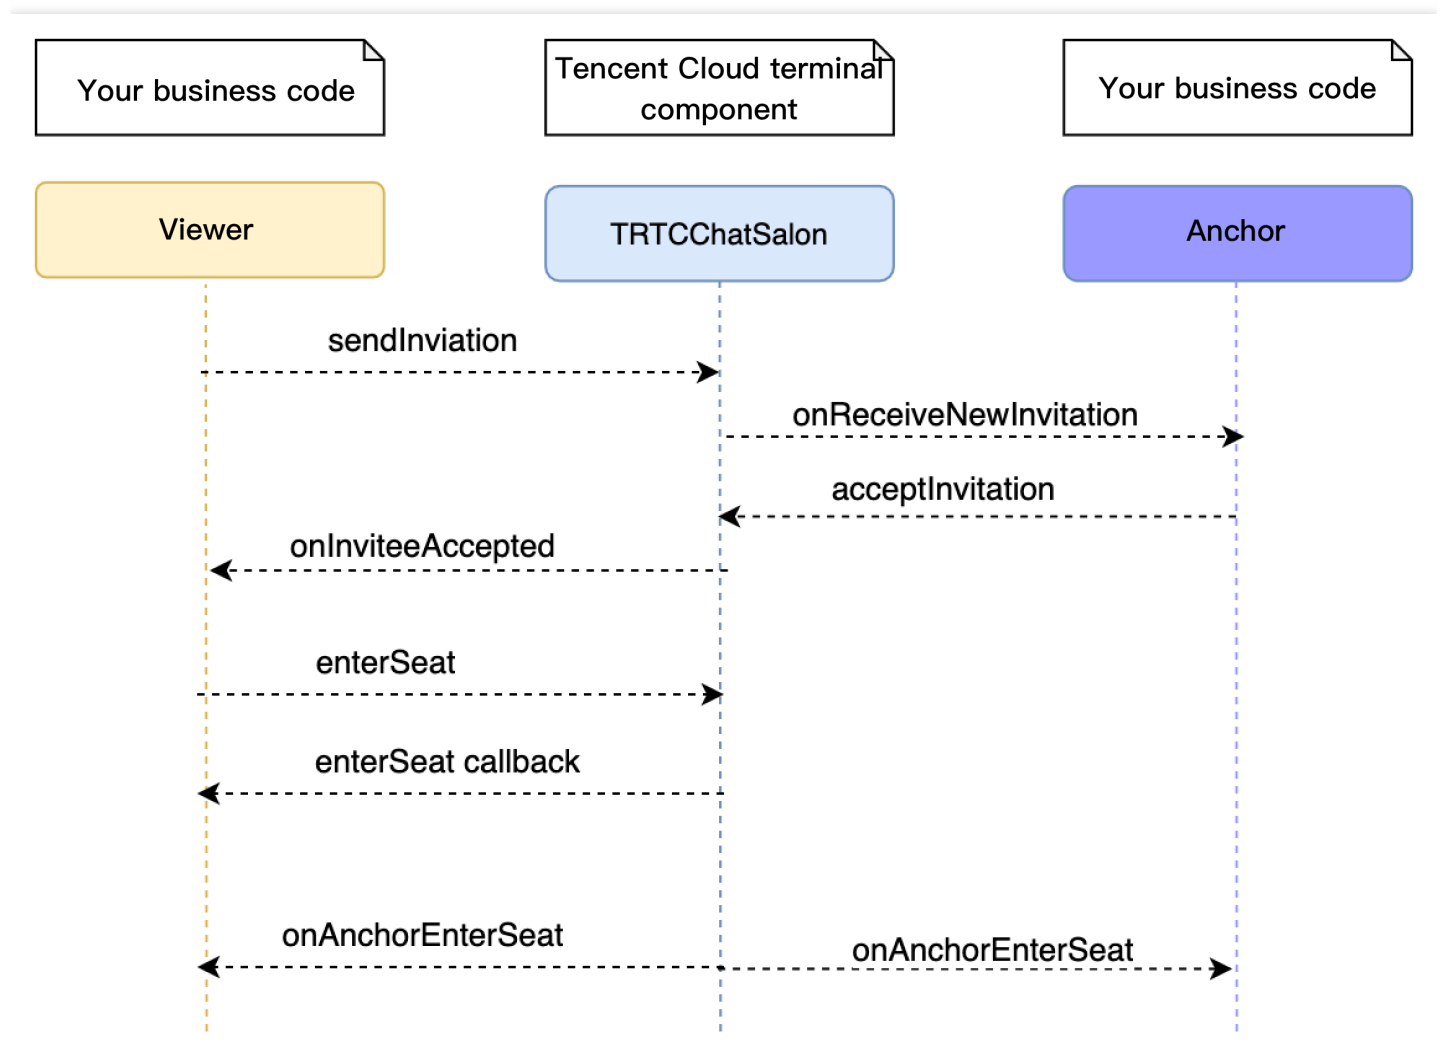 Your business code
Tencent Cloud terminal
component
Your business code
Viewer
TRTCChatSalon
Anchor
sendInviation
onReceiveNewInvitation
acceptInvitation
onInviteeAccepted
enterSeat
enterSeat callback
onAnchorEnterSeat
onAnchorEnterSeat